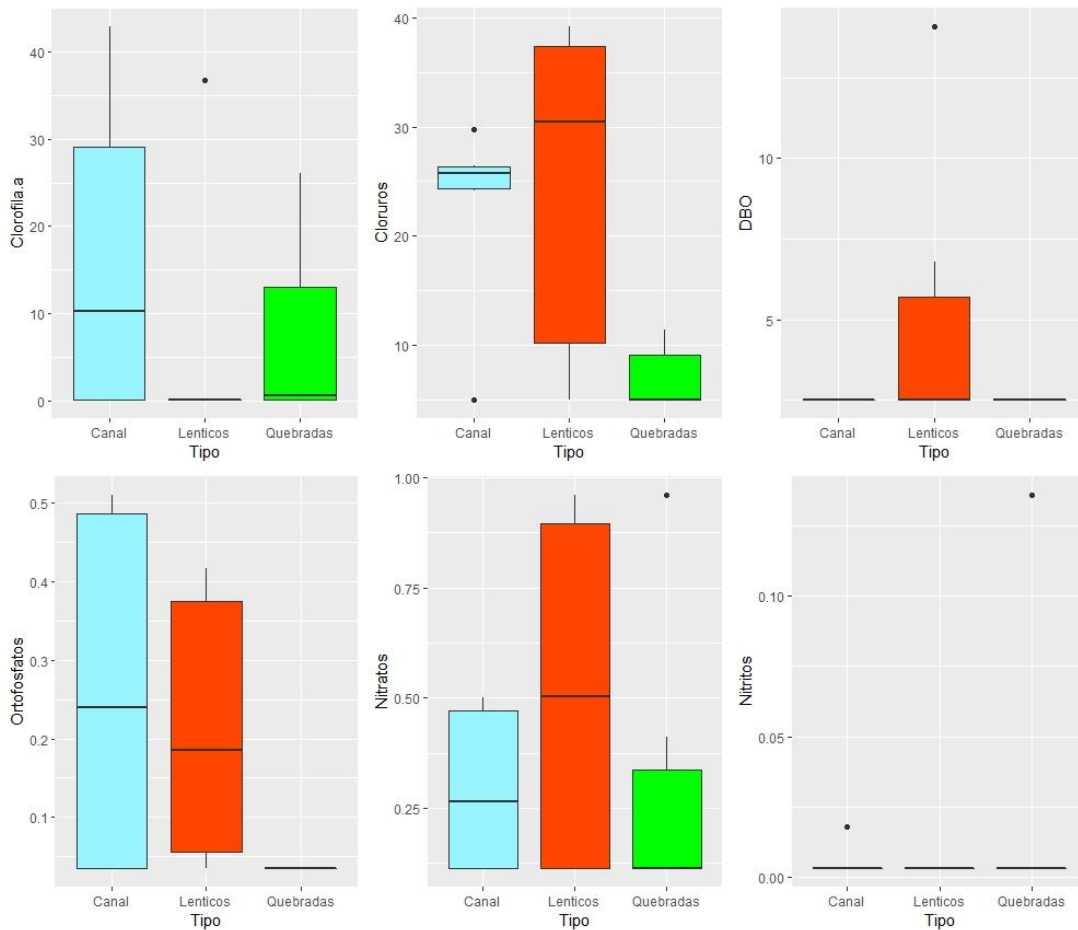 Clorofila.a
40
30
20
10
0
Canal Lenticos Quebradas
Tipo
Cloruros
40
30
20
10
Canal Lenticos Quebradas
Tipo
DBO
10
5
Canal Lenticos Quebradas
Tipo
Ortofosfatos
0.5
0.4
0.3
0.2
0.1
Canal Lenticos Quebradas
Tipo
Nitratos
1.00
0.75
0.50
0.25
Canal Lenticos Quebradas
Tipo
Nitritos
0.10
0.05
0.00
Canal Lenticos Quebradas
Tipo